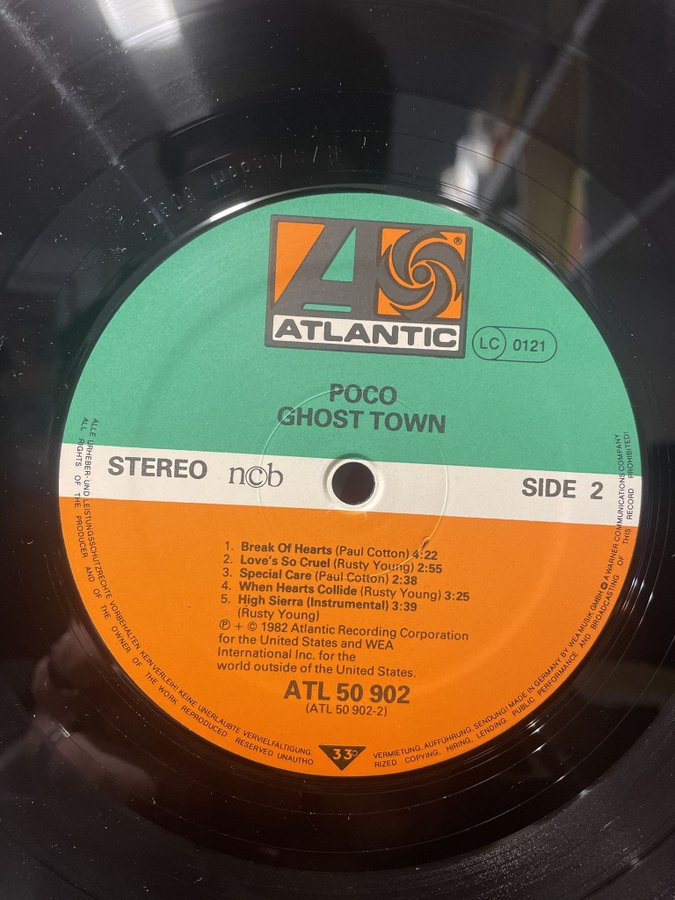 ATLANTIC
®
LC 0121
POCO
GHOST TOWN
STEREO n©b
SIDE 2
1. Break Of Hearts (Paul Cotton) 4:22
2. Love's So Cruel (Rusty Young) 2:55
3. Special Care (Paul Cotton) 2:38
4. When Hearts Collide (Rusty Young) 3:25
5. High Sierra (Instrumental) 3:39
(Rusty Young)
℗ + © 1982 Atlantic Recording Corporation
for the United States and WEA
International Inc. for the
world outside of the United States.
ATL 50 902
(ATL 50 902-2)
33
ALLE URHEBER- UND LEISTUNGSSCHUTZRECHTE VORBEHALTEN. KEIN VERLEIH! KEINE UNERLAUBTE VERVIELFÄLTIGUNG, VERMIETUNG, AUFFÜHRUNG, SENDUNG! MADE IN GERMANY BY WEA MUSIK GMBH A WARNER COMMUNICATIONS COMPANY
ALL RIGHTS OF THE PRODUCER AND OF THE OWNER OF THE WORK REPRODUCED RESERVED UNAUTHORIZED COPYING, HIRING, LENDING PUBLIC PERFORMANCE AND BROADCASTING OF THIS RECORD PROHIBITED!